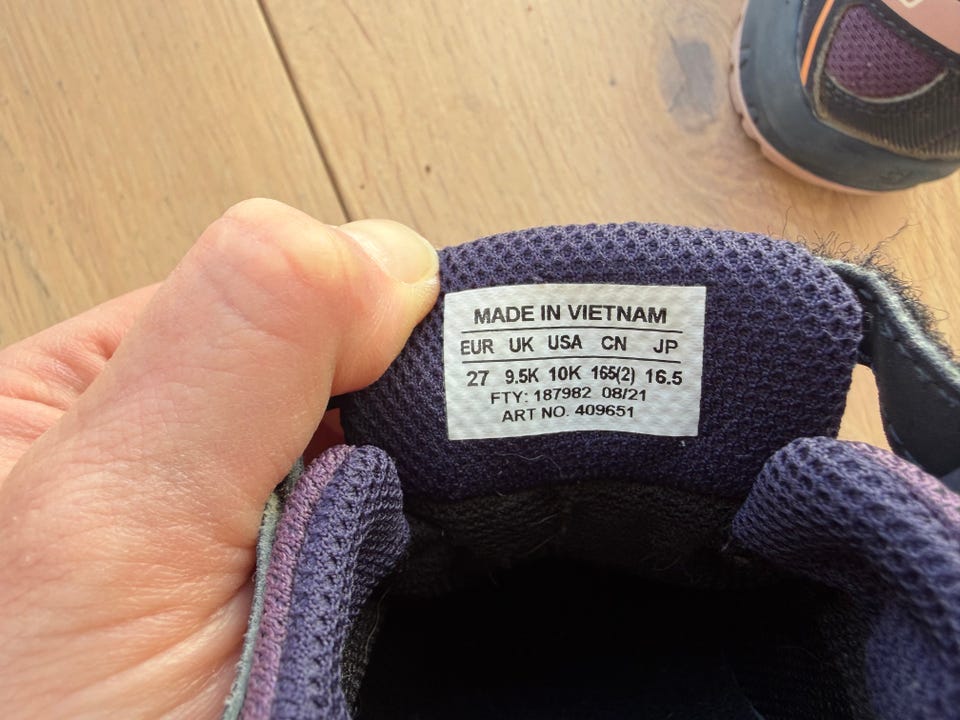 MADE IN VIETNAM
EUR UK USA CN JP
27 9.5K 10K 165(2) 16.5
FTY: 187982 08/21
ART NO. 409651